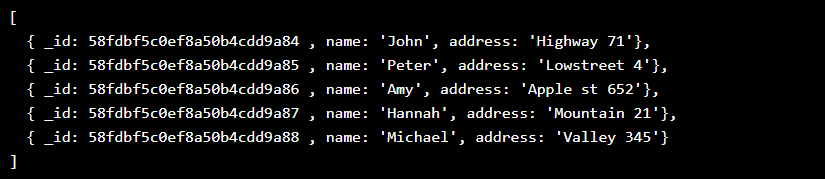 [
  { _id: 58fdbf5c0ef8a50b4cdd9a84 , name: 'John', address: 'Highway 71'},
  { _id: 58fdbf5c0ef8a50b4cdd9a85 , name: 'Peter', address: 'Lowstreet 4'},
  { _id: 58fdbf5c0ef8a50b4cdd9a86 , name: 'Amy', address: 'Apple st 652'},
  { _id: 58fdbf5c0ef8a50b4cdd9a87 , name: 'Hannah', address: 'Mountain 21'},
  { _id: 58fdbf5c0ef8a50b4cdd9a88 , name: 'Michael', address: 'Valley 345'}
]